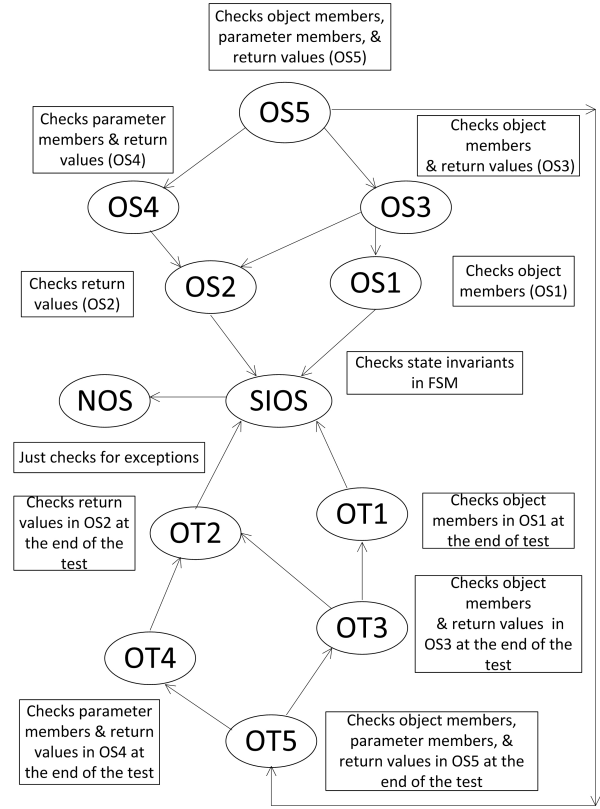 Checks object members,
parameter members, &
return values (OS5)
OS5
Checks parameter
members & return
values (OS4)
Checks object
members
& return values (OS3)
OS4
OS3
Checks return
values (OS2)
OS2
OS1
Checks object
members (OS1)
Checks state invariants
in FSM
NOS
SIOS
Just checks for exceptions
Checks return
values in OS2 at
the end of the
test
OT2
OT1
Checks object
members in OS1 at
the end of test
Checks object
members
& return values in
OS3 at the end of the
test
OT3
OT4
Checks parameter
members & return
values in OS4 at
the end of the test
OT5
Checks object members,
parameter members, &
return values in OS5 at the
end of the test